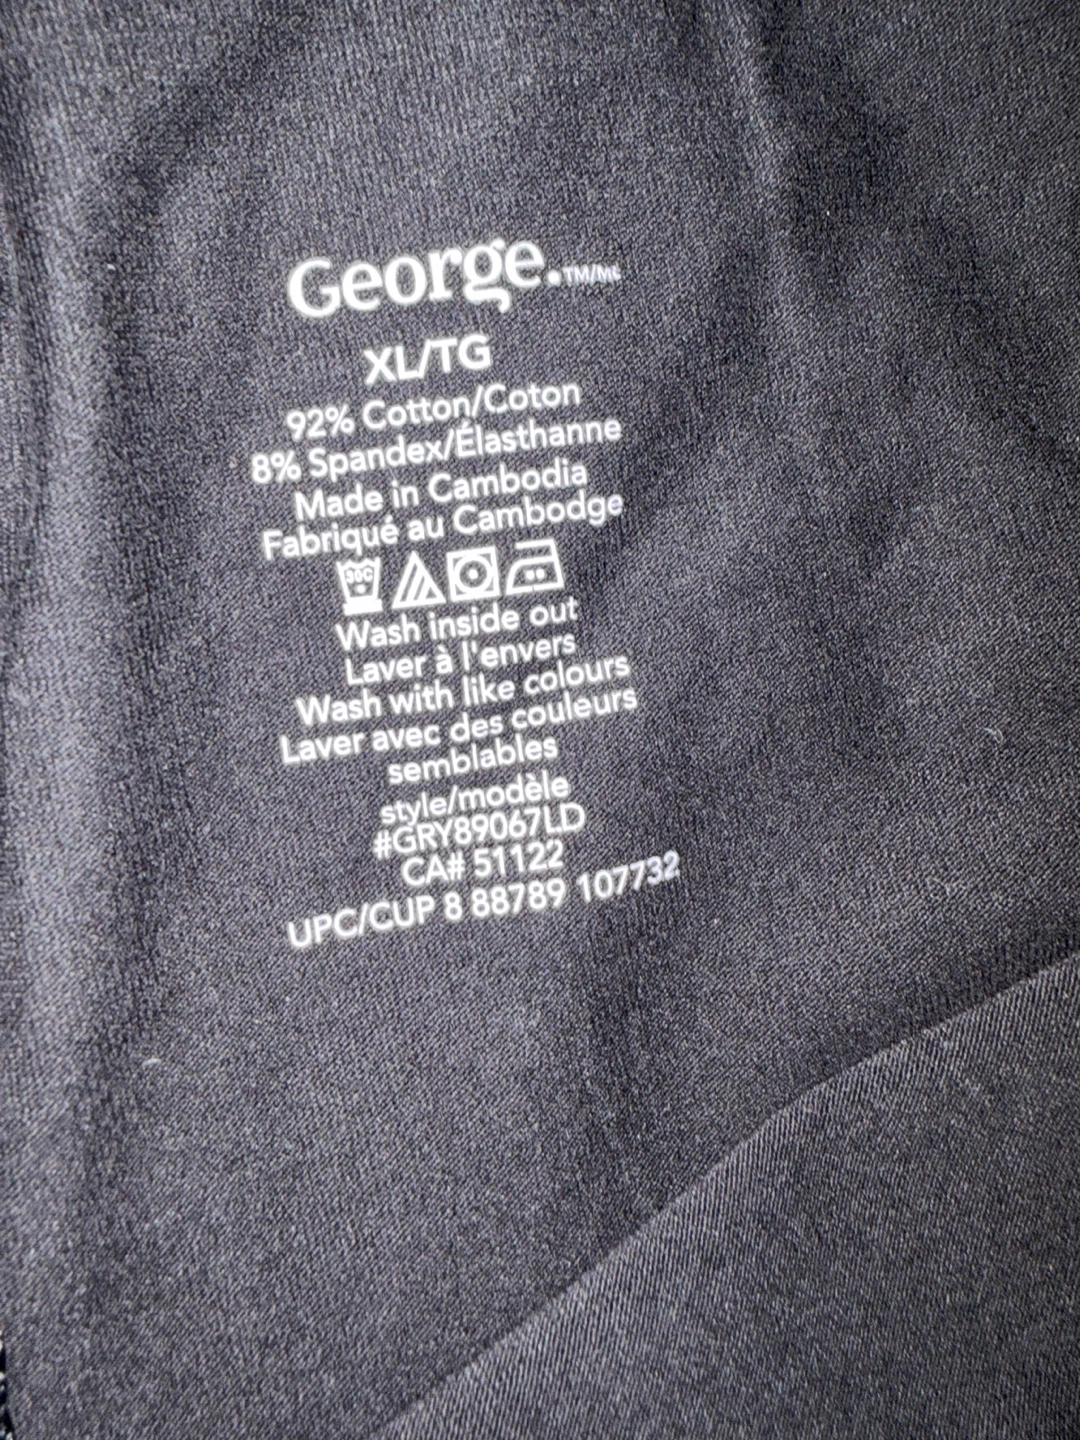 George.TM/MC
XL/TG
92% Cotton/Coton
8% Spandex/Élasthanne
Made in Cambodia
Fabriqué au Cambodge
30C
Wash inside out
Laver à l'envers
Wash with like colours
Laver avec des couleurs
semblables
style/modèle
#GRY89067LD
CA# 51122
UPC/CUP 8 88789 107732